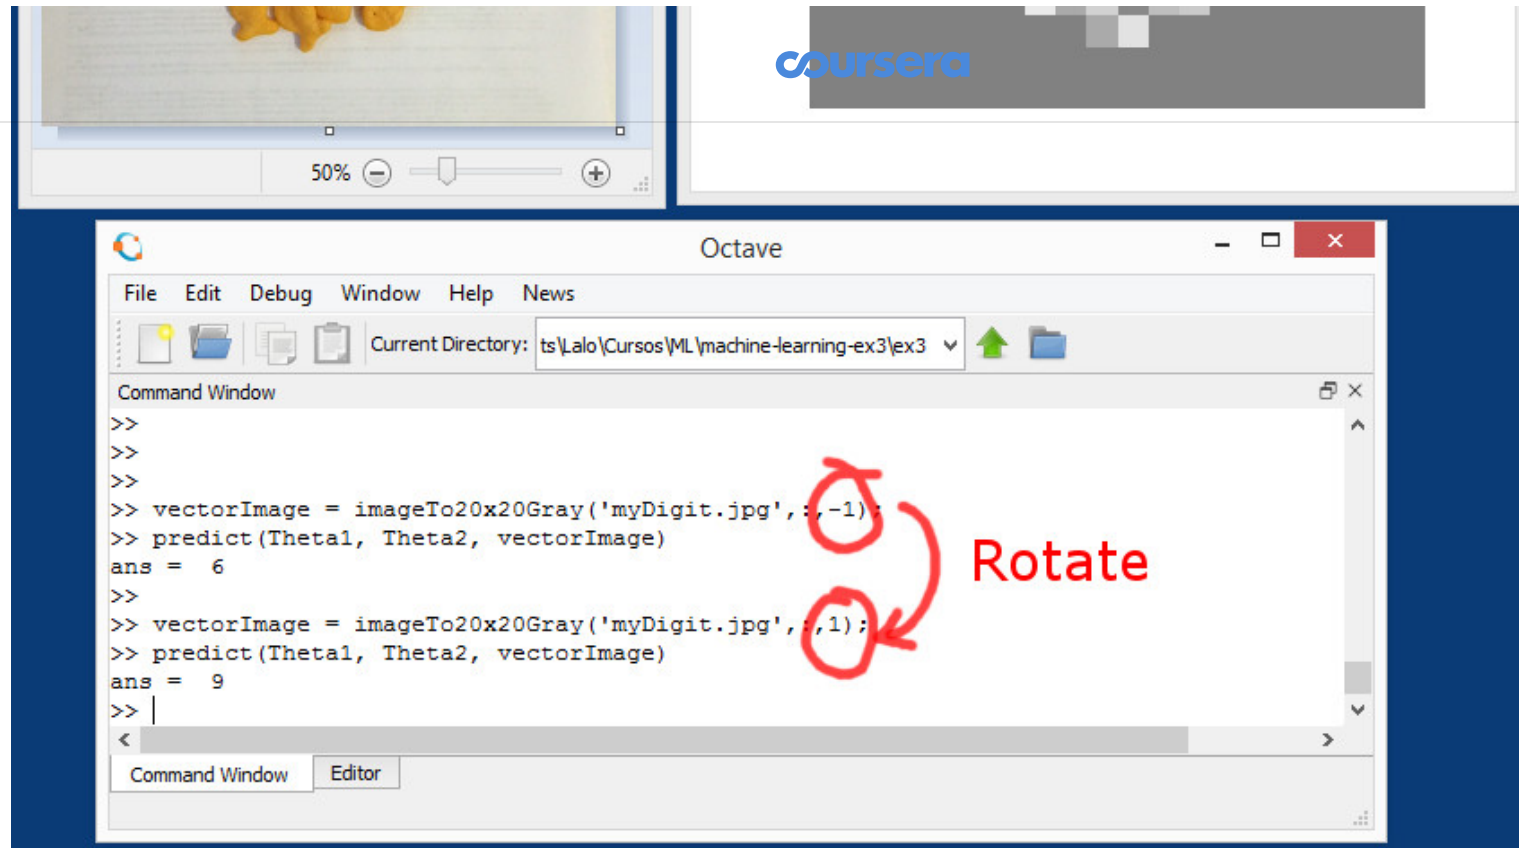 coursera
50%
Octave
File Edit Debug Window Help News
Current Directory: ts\Lalo\Cursos\ML\machine-learning-ex3\ex3
Command Window
>>
>>
>>
>> vectorImage = imageTo20x20Gray('myDigit.jpg',:,-1);
>> predict(Theta1, Theta2, vectorImage)
ans =  6
>>
Rotate
>> vectorImage = imageTo20x20Gray('myDigit.jpg',:,1);
>> predict(Theta1, Theta2, vectorImage)
ans =  9
>>
Command Window Editor